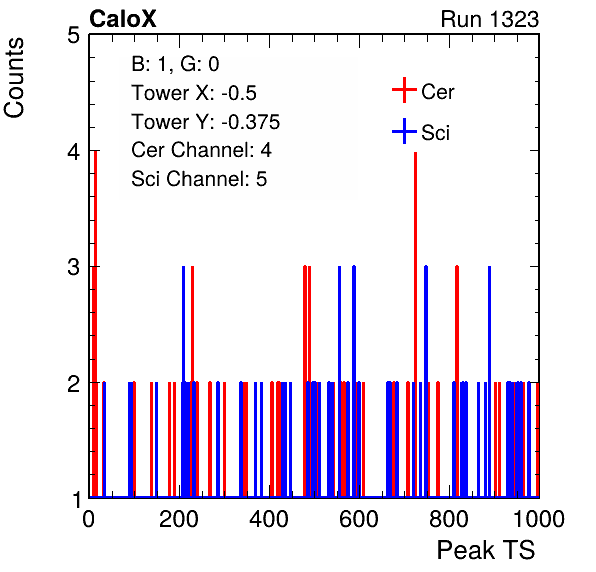 CaloX Run 1323
Counts
B: 1, G: 0
Tower X: -0.5
Tower Y: -0.375
Cer Channel: 4
Sci Channel: 5
Cer
Sci
5
4
3
2
1
0 200 400 600 800 1000
Peak TS